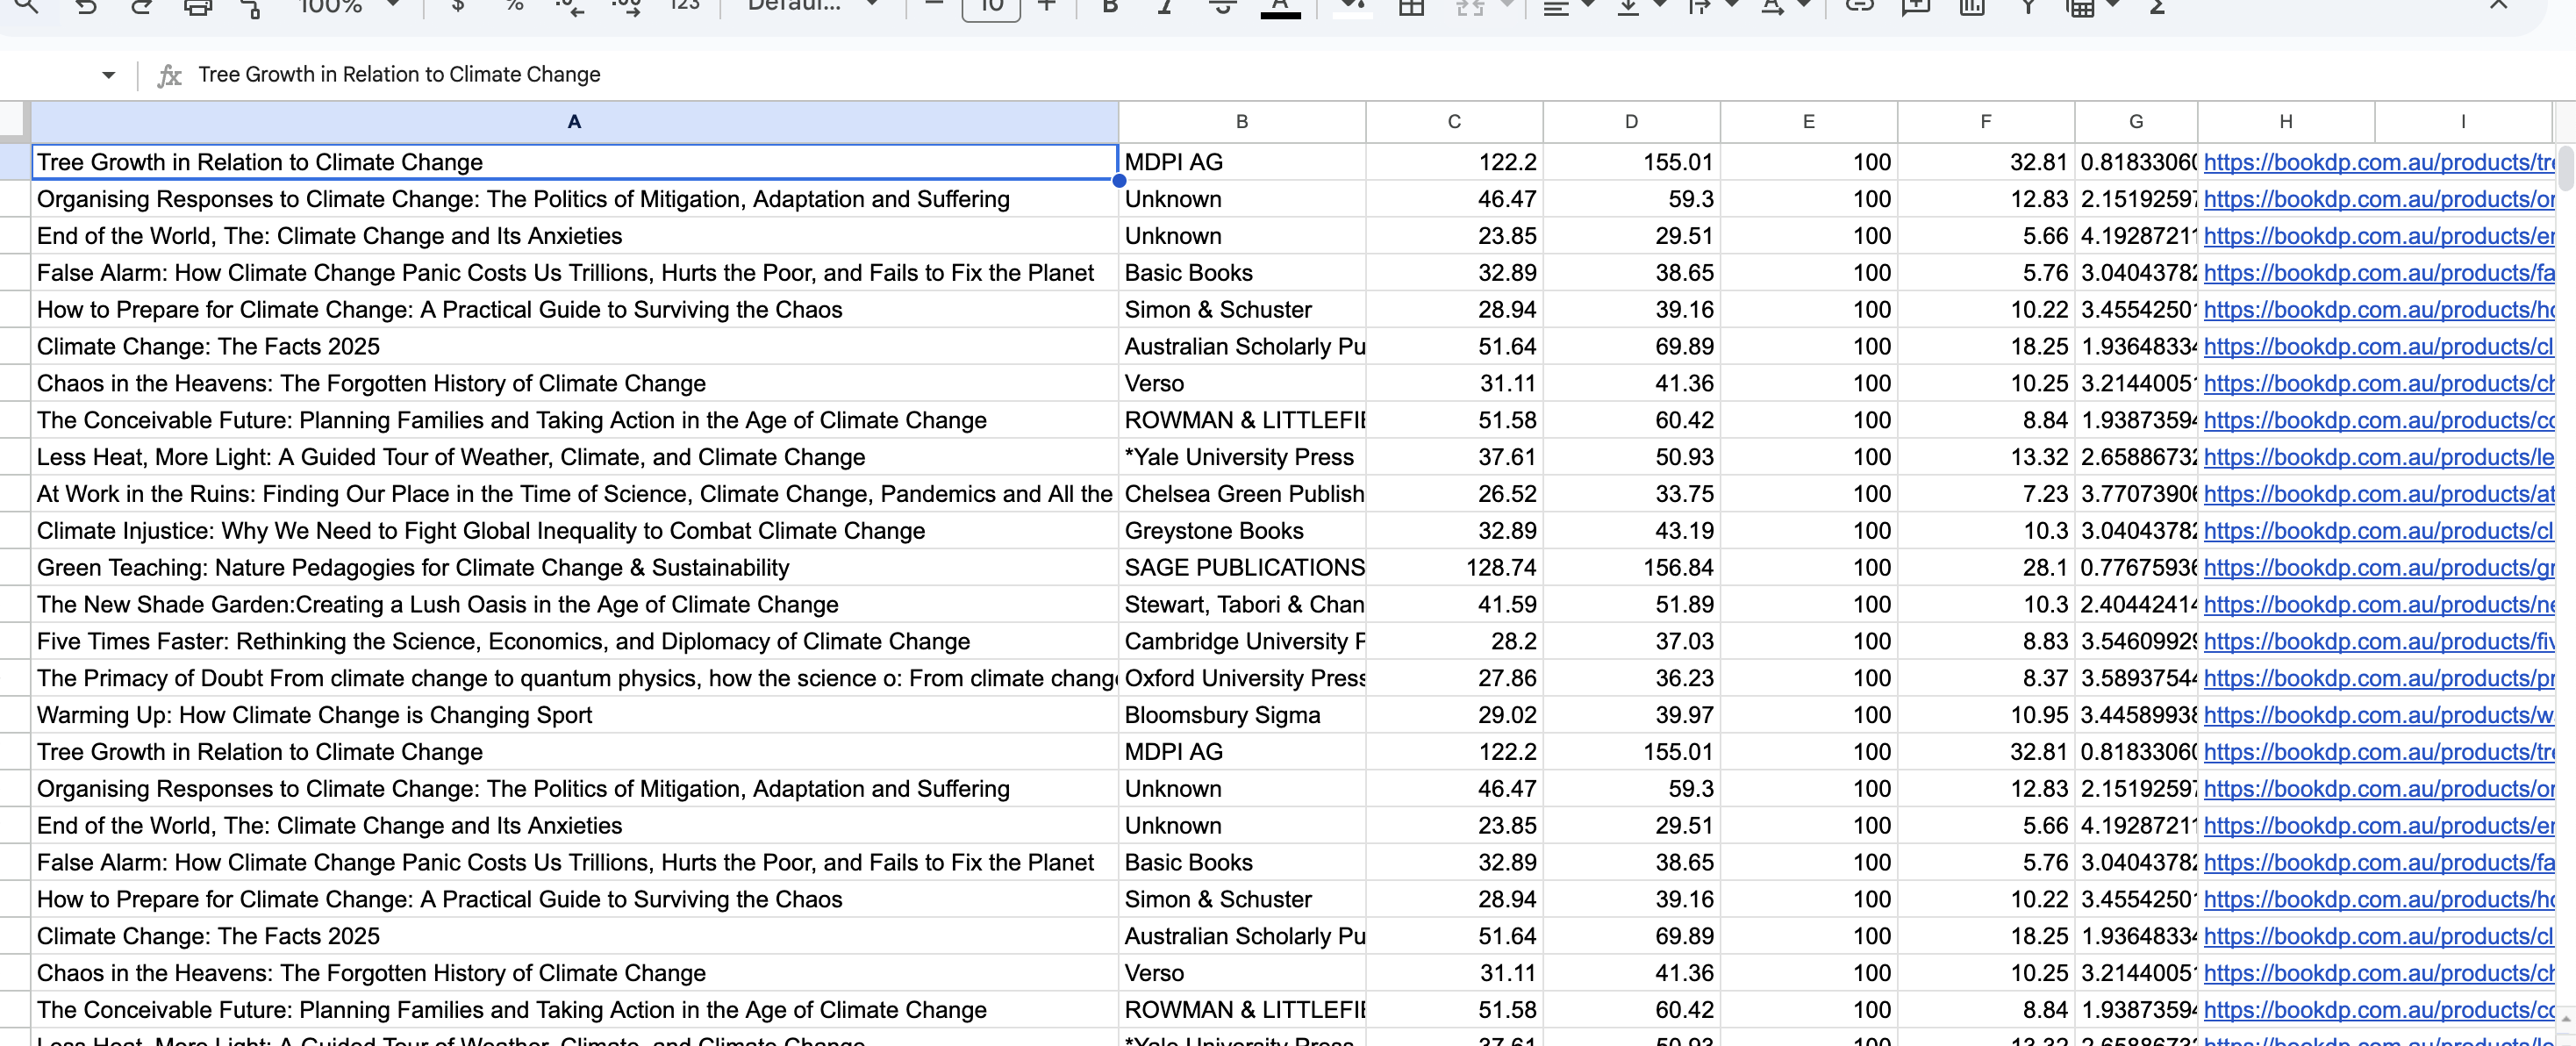 100% $ % .0 .00 123 Defaul... − 10 + B I A Σ
fx Tree Growth in Relation to Climate Change
A B C D E F G H I
Tree Growth in Relation to Climate Change MDPI AG 122.2 155.01 100 32.81 0.8183306 https://bookdp.com.au/products/tr
Organising Responses to Climate Change: The Politics of Mitigation, Adaptation and Suffering Unknown 46.47 59.3 100 12.83 2.1519259 https://bookdp.com.au/products/o
End of the World, The: Climate Change and Its Anxieties Unknown 23.85 29.51 100 5.66 4.1928721 https://bookdp.com.au/products/e
False Alarm: How Climate Change Panic Costs Us Trillions, Hurts the Poor, and Fails to Fix the Planet Basic Books 32.89 38.65 100 5.76 3.0404378 https://bookdp.com.au/products/fa
How to Prepare for Climate Change: A Practical Guide to Surviving the Chaos Simon & Schuster 28.94 39.16 100 10.22 3.4554250 https://bookdp.com.au/products/h
Climate Change: The Facts 2025 Australian Scholarly Pu 51.64 69.89 100 18.25 1.9364833 https://bookdp.com.au/products/cl
Chaos in the Heavens: The Forgotten History of Climate Change Verso 31.11 41.36 100 10.25 3.2144005 https://bookdp.com.au/products/c
The Conceivable Future: Planning Families and Taking Action in the Age of Climate Change ROWMAN & LITTLEFI 51.58 60.42 100 8.84 1.9387359 https://bookdp.com.au/products/c
Less Heat, More Light: A Guided Tour of Weather, Climate, and Climate Change *Yale University Press 37.61 50.93 100 13.32 2.6588673 https://bookdp.com.au/products/le
At Work in the Ruins: Finding Our Place in the Time of Science, Climate Change, Pandemics and All the Chelsea Green Publish 26.52 33.75 100 7.23 3.7707390 https://bookdp.com.au/products/at
Climate Injustice: Why We Need to Fight Global Inequality to Combat Climate Change Greystone Books 32.89 43.19 100 10.3 3.0404378 https://bookdp.com.au/products/cl
Green Teaching: Nature Pedagogies for Climate Change & Sustainability SAGE PUBLICATIONS 128.74 156.84 100 28.1 0.7767593 https://bookdp.com.au/products/g
The New Shade Garden:Creating a Lush Oasis in the Age of Climate Change Stewart, Tabori & Chan 41.59 51.89 100 10.3 2.4044241 https://bookdp.com.au/products/n
Five Times Faster: Rethinking the Science, Economics, and Diplomacy of Climate Change Cambridge University 28.2 37.03 100 8.83 3.5460992 https://bookdp.com.au/products/fi
The Primacy of Doubt From climate change to quantum physics, how the science o: From climate chang Oxford University Press 27.86 36.23 100 8.37 3.5893754 https://bookdp.com.au/products/p
Warming Up: How Climate Change is Changing Sport Bloomsbury Sigma 29.02 39.97 100 10.95 3.4458993 https://bookdp.com.au/products/w
Tree Growth in Relation to Climate Change MDPI AG 122.2 155.01 100 32.81 0.8183306 https://bookdp.com.au/products/tr
Organising Responses to Climate Change: The Politics of Mitigation, Adaptation and Suffering Unknown 46.47 59.3 100 12.83 2.1519259 https://bookdp.com.au/products/o
End of the World, The: Climate Change and Its Anxieties Unknown 23.85 29.51 100 5.66 4.1928721 https://bookdp.com.au/products/e
False Alarm: How Climate Change Panic Costs Us Trillions, Hurts the Poor, and Fails to Fix the Planet Basic Books 32.89 38.65 100 5.76 3.0404378 https://bookdp.com.au/products/fa
How to Prepare for Climate Change: A Practical Guide to Surviving the Chaos Simon & Schuster 28.94 39.16 100 10.22 3.4554250 https://bookdp.com.au/products/h
Climate Change: The Facts 2025 Australian Scholarly Pu 51.64 69.89 100 18.25 1.9364833 https://bookdp.com.au/products/cl
Chaos in the Heavens: The Forgotten History of Climate Change Verso 31.11 41.36 100 10.25 3.2144005 https://bookdp.com.au/products/c
The Conceivable Future: Planning Families and Taking Action in the Age of Climate Change ROWMAN & LITTLEFI 51.58 60.42 100 8.84 1.9387359 https://bookdp.com.au/products/c
Less Heat, More Light: A Guided Tour of Weather, Climate, and Climate Change *Yale University Press 37.61 50.93 100 13.32 2.6588673 https://bookdp.com.au/products/le